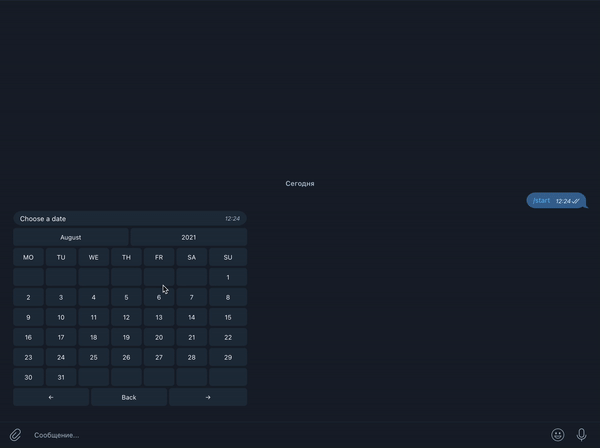 Сегодня
/start 12:24
Choose a date 12:24
August 2021
MO TU WE TH FR SA SU
1
2 3 4 5 6 7 8
9 10 11 12 13 14 15
16 17 18 19 20 21 22
23 24 25 26 27 28 29
30 31
← Back →
Сообщение...